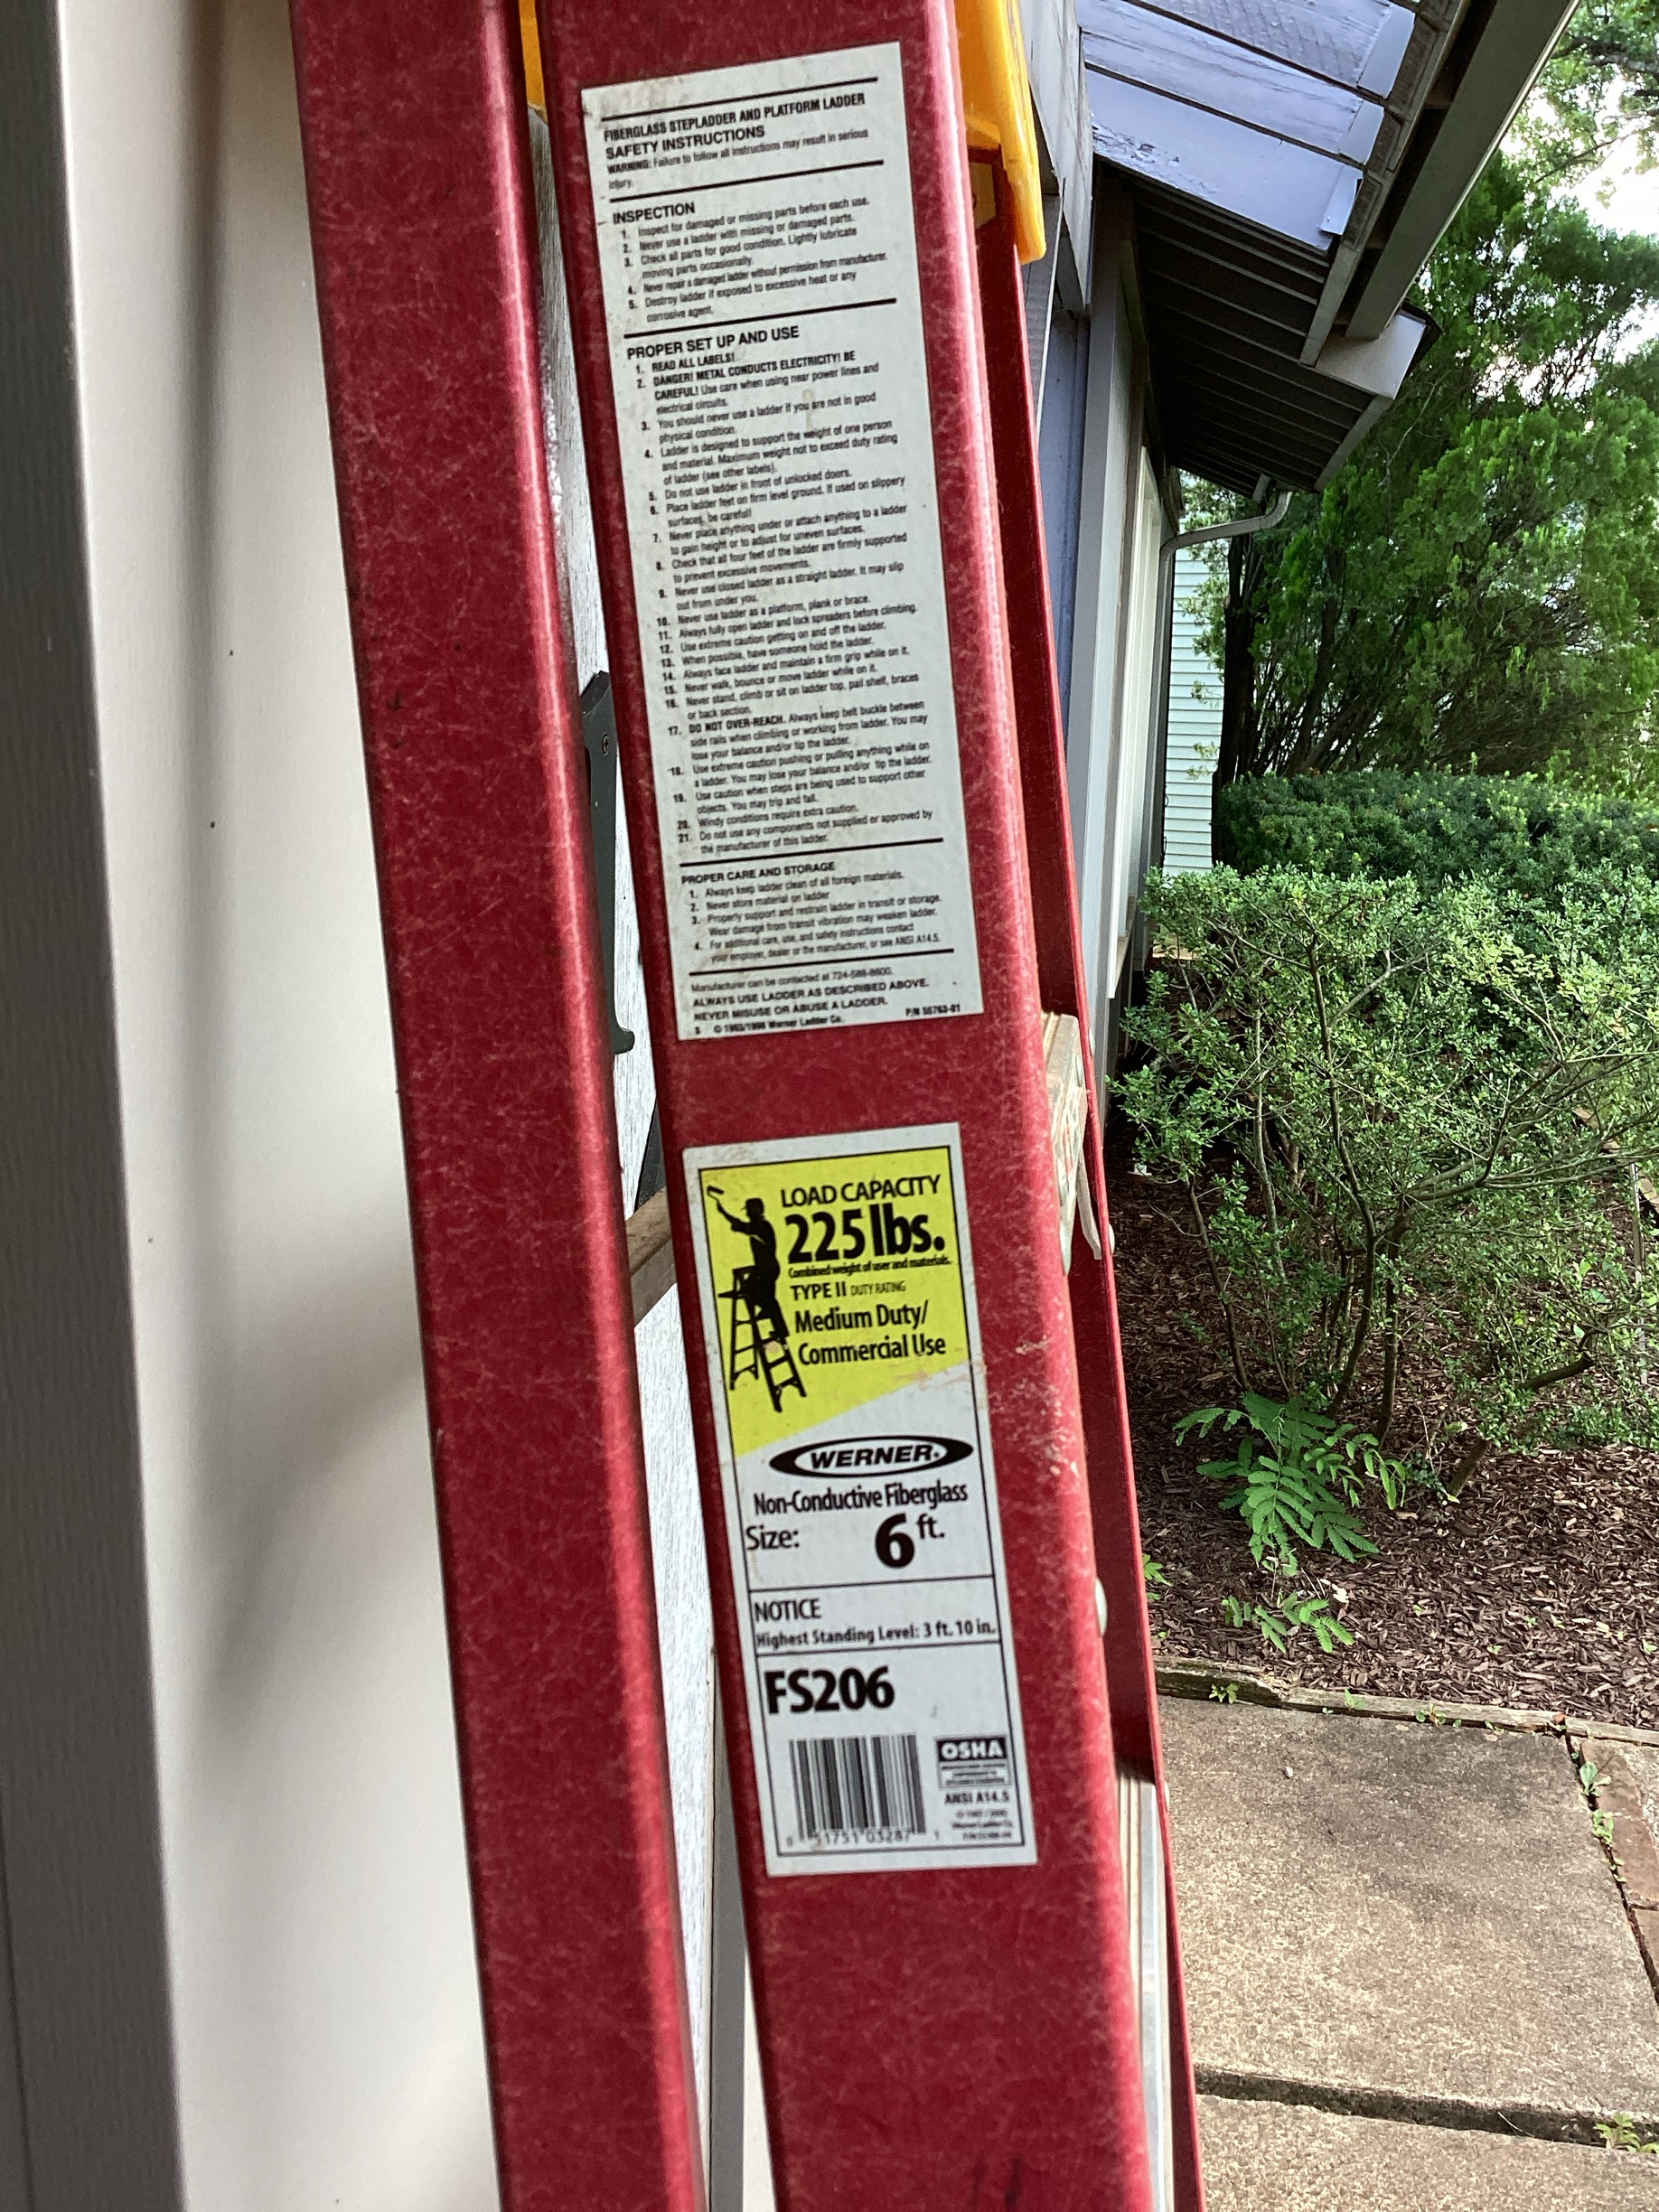 FIBERGLASS STEPLADDER AND PLATFORM LADDER
SAFETY INSTRUCTIONS
WARNING: Failure to follow all instructions may result in serious
injury.
INSPECTION
1. Inspect for damaged or missing parts before each use.
2. Never use a ladder with missing or damaged parts.
3. Check all parts for good condition. Lightly lubricate
moving parts occasionally.
4. Never repair a damaged ladder without permission from manufacturer.
5. Destroy ladder if exposed to excessive heat or any
corrosive agent.
PROPER SET UP AND USE
1. READ ALL LABELS!
2. DANGER! METAL CONDUCTS ELECTRICITY! BE
CAREFUL! Use care when using near power lines and
electrical circuits.
3. You should never use a ladder if you are not in good
physical condition.
4. Ladder is designed to support the weight of one person
and material. Maximum weight not to exceed duty rating
of ladder (see other labels).
5. Do not use ladder in front of unlocked doors.
6. Place ladder feet on firm level ground. If used on slippery
surfaces, be careful!
7. Never place anything under or attach anything to a ladder
to gain height or to adjust for uneven surfaces.
8. Check that all four feet of the ladder are firmly supported
to prevent excessive movements.
9. Never use closed ladder as a straight ladder. It may slip
out from under you.
10. Never use ladder as a platform, plank or brace.
11. Always fully open ladder and lock spreaders before climbing.
12. Use extreme caution getting on and off the ladder.
13. When possible, have someone hold the ladder.
14. Always face ladder and maintain a firm grip while on it.
15. Never walk, bounce or move ladder while on it.
16. Never stand, climb or sit on ladder top, pail shelf, braces
or back section.
17. DO NOT OVER-REACH. Always keep belt buckle between
side rails when climbing or working from ladder. You may
lose your balance and/or tip the ladder.
18. Use extreme caution pushing or pulling anything while on
a ladder. You may lose your balance and/or tip the ladder.
19. Use caution when steps are being used to support other
objects. You may trip and fall.
20. Windy conditions require extra caution.
21. Do not use any components not supplied or approved by
the manufacturer of this ladder.
PROPER CARE AND STORAGE
1. Always keep ladder clean of all foreign materials.
2. Never store material on ladder.
3. Properly support and restrain ladder in transit or storage.
Wear damage from transit vibration may weaken ladder.
4. For additional care, use, and safety instructions contact
your employer, dealer or the manufacturer, or see ANSI A14.5.
Manufacturer can be contacted at 724-588-8600.
ALWAYS USE LADDER AS DESCRIBED ABOVE.
NEVER MISUSE OR ABUSE A LADDER.
S © 1993/1998 Werner Ladder Co. P/N 55763-01
LOAD CAPACITY
225 lbs.
Combined weight of user and materials.
TYPE II DUTY RATING
Medium Duty/
Commercial Use
WERNER
Non-Conductive Fiberglass
Size: 6 ft.
NOTICE
Highest Standing Level: 3 ft. 10 in.
FS206
OSHA
ANSI A14.5
Werner Ladder Co.
51751 03287 1